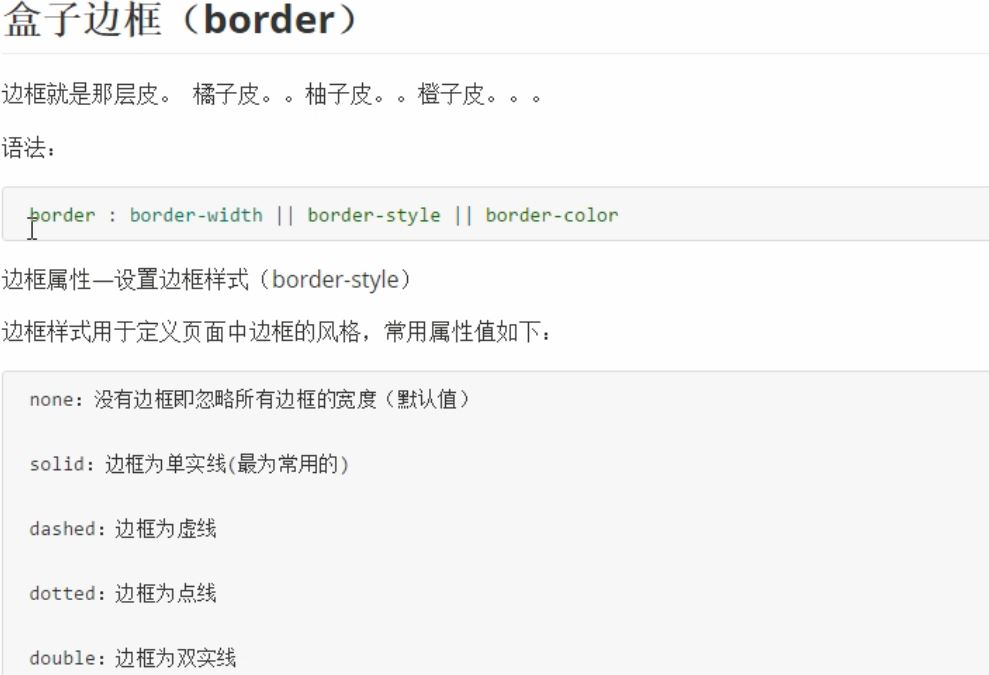 盒子边框（border）
边框就是那层皮。 橘子皮。。柚子皮。。橙子皮。。。
语法：
border : border-width || border-style || border-color
边框属性—设置边框样式（border-style）
边框样式用于定义页面中边框的风格，常用属性值如下：
none：没有边框即忽略所有边框的宽度（默认值）
solid：边框为单实线(最为常用的)
dashed：边框为虚线
dotted：边框为点线
double：边框为双实线